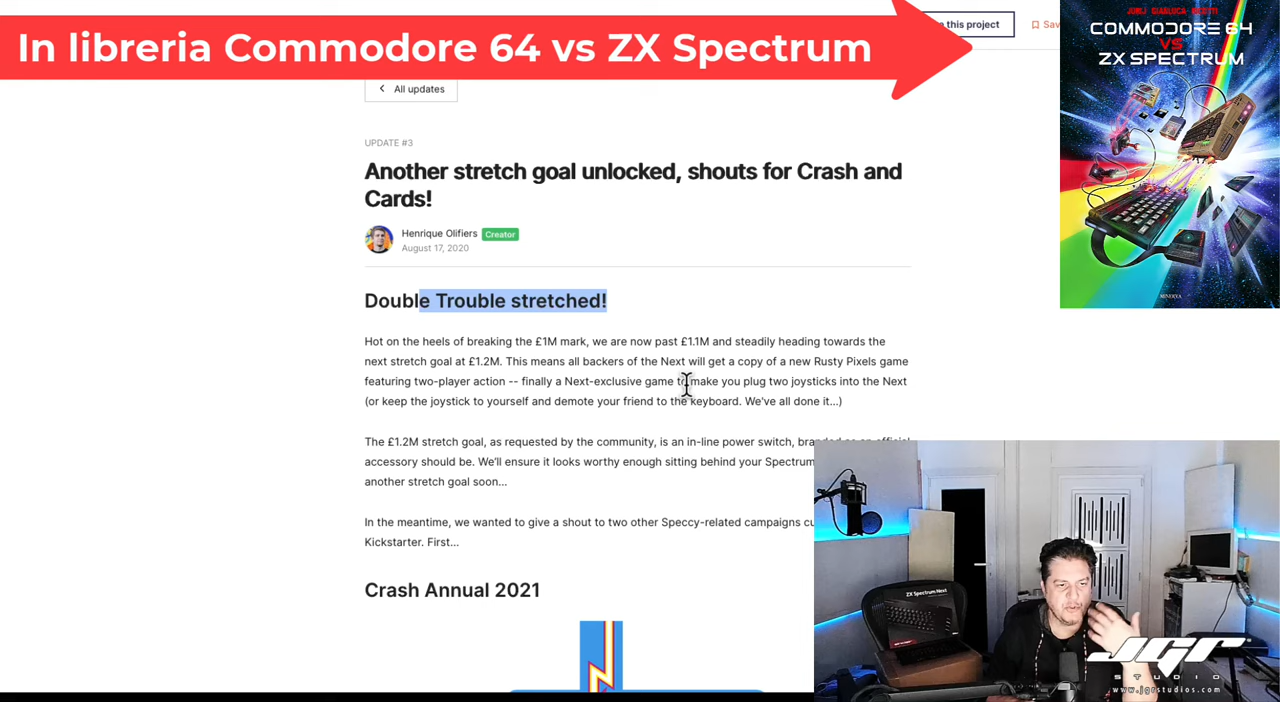 In libreria Commodore 64 vs ZX Spectrum
this project
COMMODORE 64
VS
ZX SPECTRUM
MINERVA
All updates
UPDATE #3
Another stretch goal unlocked, shouts for Crash and
Cards!
Henrique Olifiers Creator
August 17, 2020
Double Trouble stretched!
Hot on the heels of breaking the £1M mark, we are now past £1.1M and steadily heading towards the
next stretch goal at £1.2M. This means all backers of the Next will get a copy of a new Rusty Pixels game
featuring two-player action -- finally a Next-exclusive game to make you plug two joysticks into the Next
(or keep the joystick to yourself and demote your friend to the keyboard. We've all done it...)
The £1.2M stretch goal, as requested by the community, is an in-line power switch,
accessory should be. We'll ensure it looks worthy enough sitting behind your Spectrum
another stretch goal soon...
In the meantime, we wanted to give a shout to two other Speccy-related campaigns
Kickstarter. First...
Crash Annual 2021
ZX Spectrum Next
JGR
STUDIO
www.jgrstudios.com